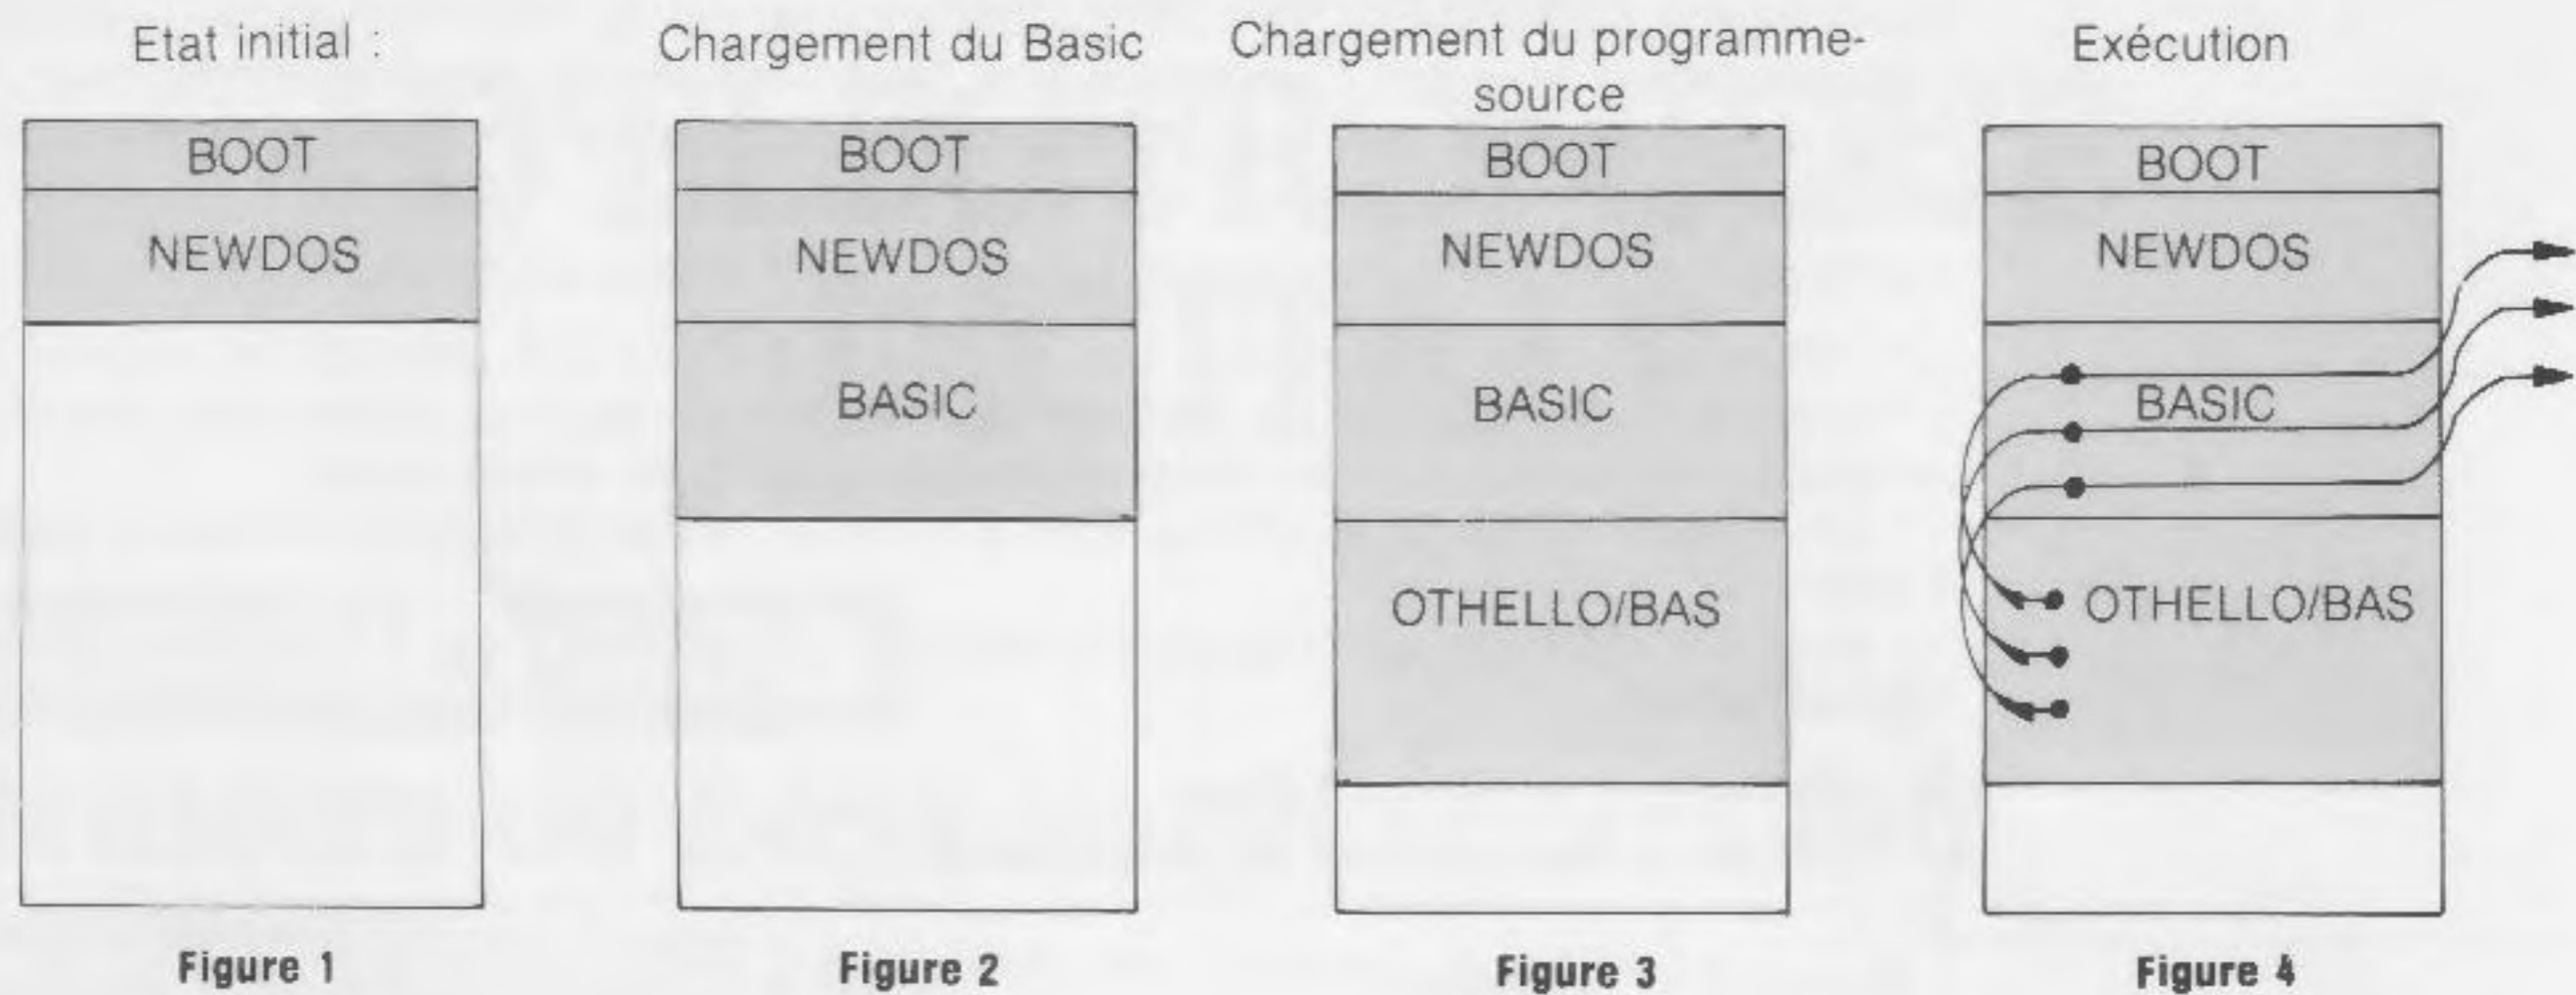 Etat initial :
BOOT
NEWDOS
Figure 1
Chargement du Basic
BOOT
NEWDOS
BASIC
Figure 2
Chargement du programme-
source
BOOT
NEWDOS
BASIC
OTHELLO/BAS
Figure 3
Exécution
BOOT
NEWDOS
BASIC
OTHELLO/BAS
Figure 4